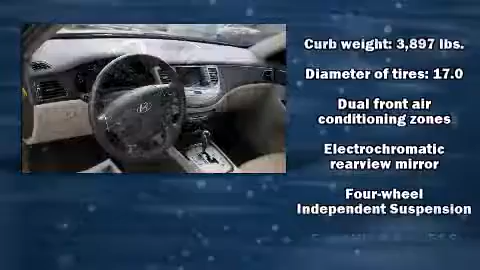 Curb weight: 3,897 lbs.
Diameter of tires: 17.0
Dual front air
conditioning zones
Electrochromatic
rearview mirror
Four-wheel
Independent Suspension